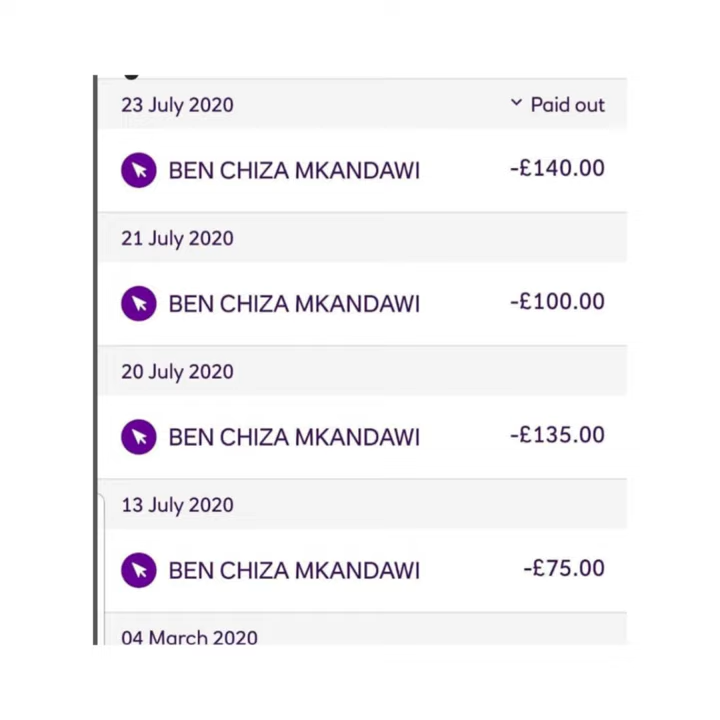 23 July 2020 Paid out
BEN CHIZA MKANDAWI -£140.00
21 July 2020
BEN CHIZA MKANDAWI -£100.00
20 July 2020
BEN CHIZA MKANDAWI -£135.00
13 July 2020
BEN CHIZA MKANDAWI -£75.00
04 March 2020